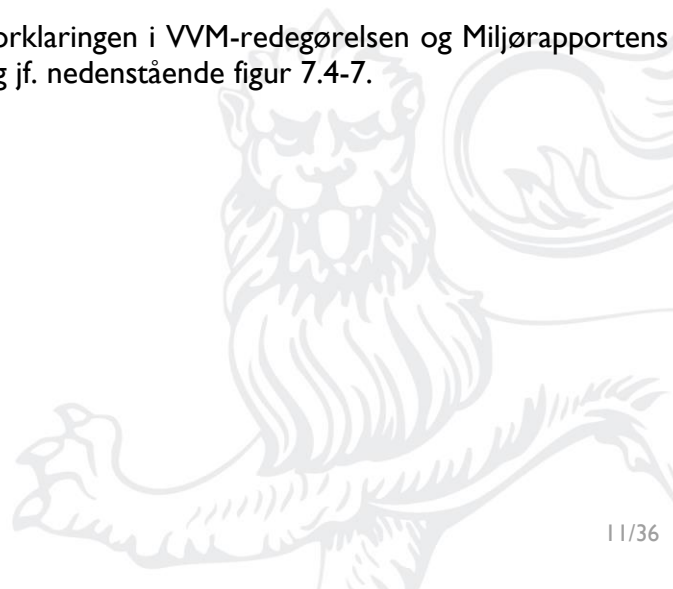 orklaringen i VVM-redegørelsen og Miljørapportens
g jf. nedenstående figur 7.4-7.
11/36